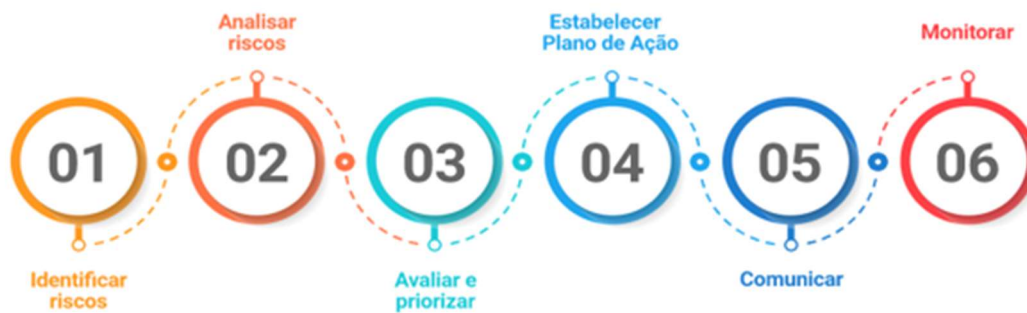 01
Identificar
riscos
02
Analisar
riscos
03
Avaliar e
priorizar
04
Estabelecer
Plano de Ação
05
Comunicar
06
Monitorar